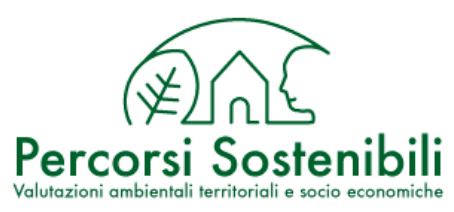 Percorsi Sostenibili
Valutazioni ambientali territoriali e socio economiche